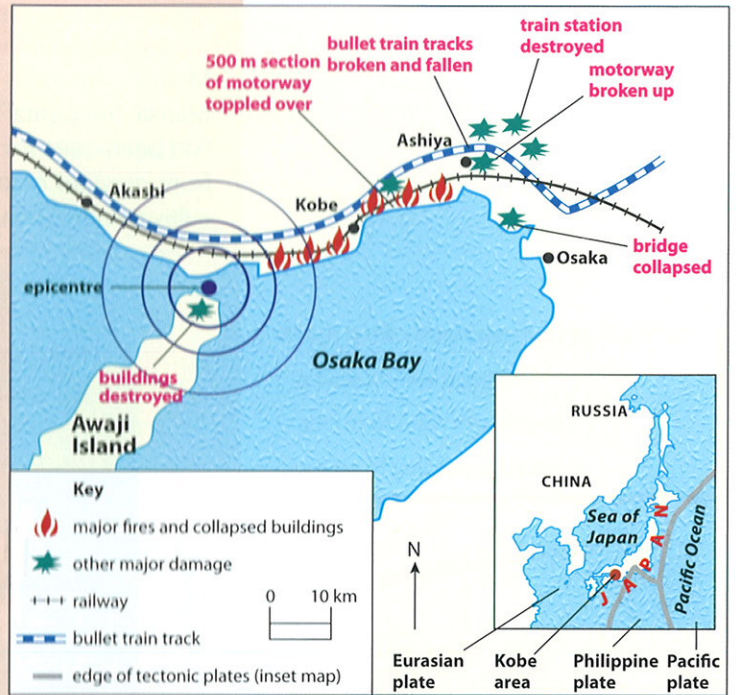 train station
destroyed
bullet train tracks
broken and fallen
500 m section
of motorway
toppled over
motorway
broken up
Ashiya
Akashi
Kobe
bridge
collapsed
Osaka
epicentre
Osaka Bay
buildings
destroyed
Awaji
Island
Key
major fires and collapsed buildings
other major damage
railway
bullet train track
edge of tectonic plates (inset map)
0 10 km
N
RUSSIA
CHINA
Sea of
Japan
JAPAN
Pacific Ocean
Eurasian
plate
Kobe
area
Philippine
plate
Pacific
plate